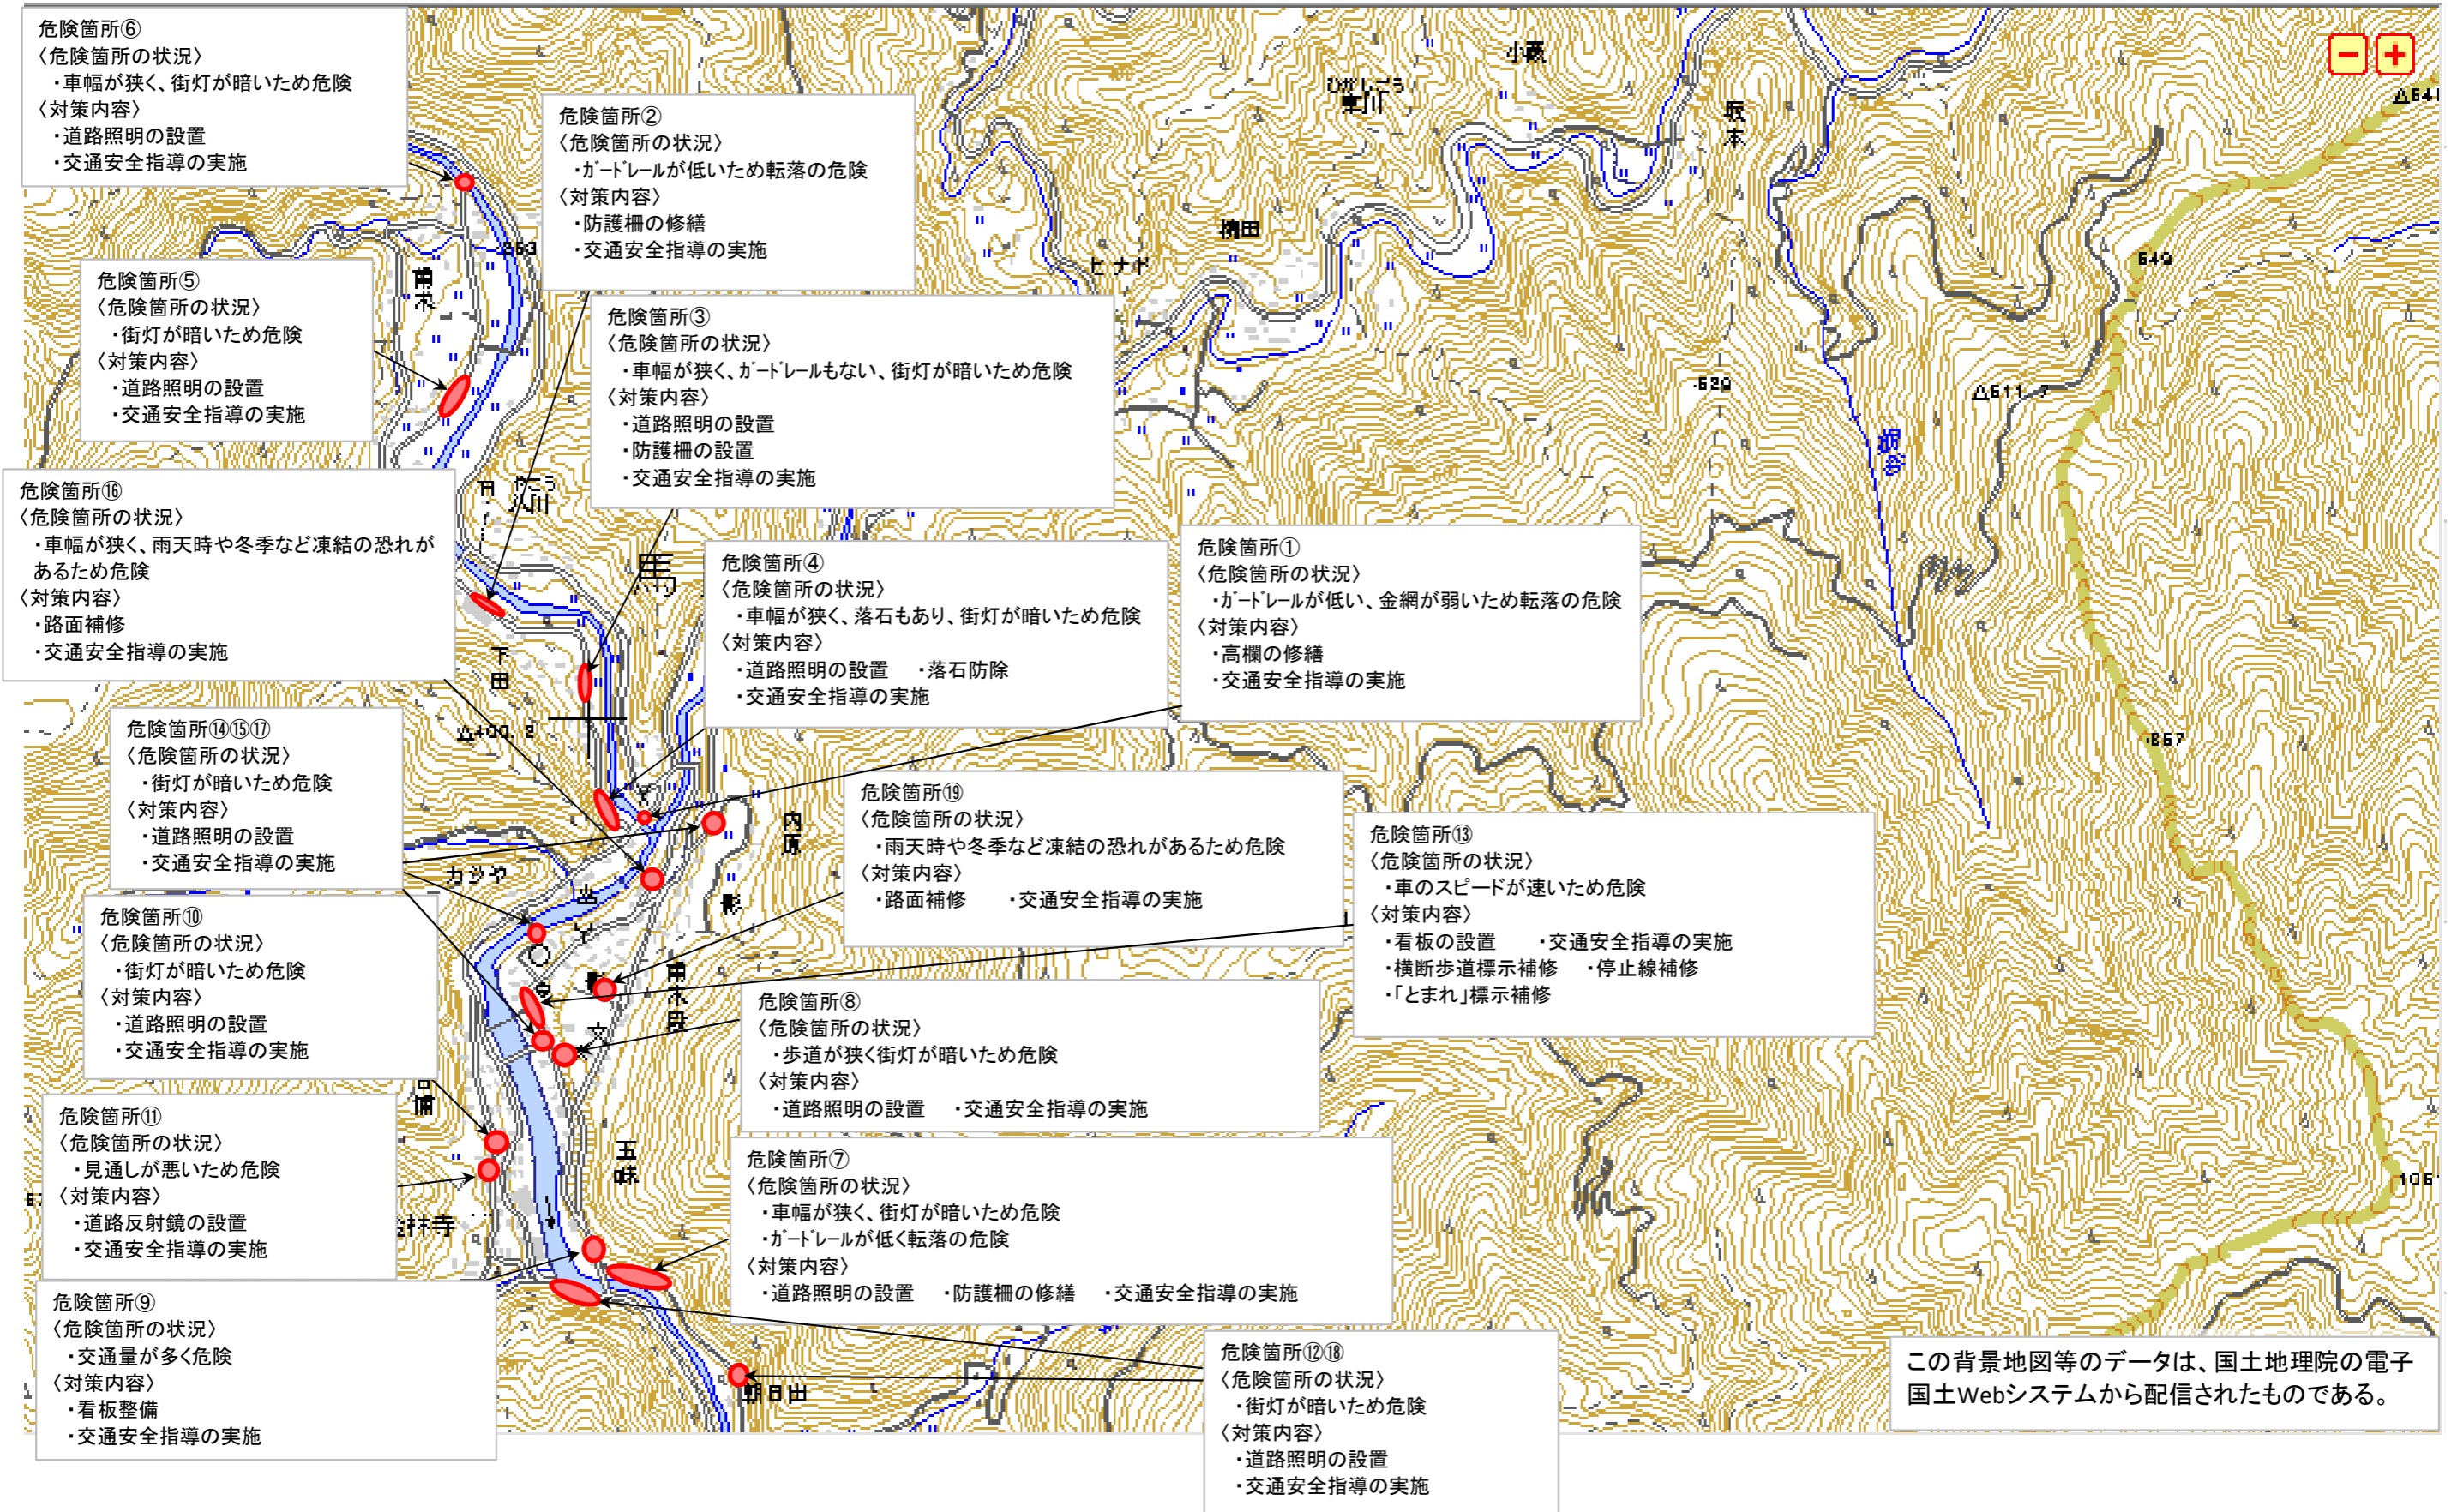 危険箇所⑥
〈危険箇所の状況〉
・車幅が狭く、街灯が暗いため危険
〈対策内容〉
・道路照明の設置
・交通安全指導の実施
危険箇所②
〈危険箇所の状況〉
・ｶﾞｰﾄﾞﾚｰﾙが低いため転落の危険
〈対策内容〉
・防護柵の修繕
・交通安全指導の実施
危険箇所⑤
〈危険箇所の状況〉
・街灯が暗いため危険
〈対策内容〉
・道路照明の設置
・交通安全指導の実施
危険箇所③
〈危険箇所の状況〉
・車幅が狭く、ｶﾞｰﾄﾞﾚｰﾙもない、街灯が暗いため危険
〈対策内容〉
・道路照明の設置
・防護柵の設置
・交通安全指導の実施
危険箇所⑯
〈危険箇所の状況〉
・車幅が狭く、雨天時や冬季など凍結の恐れが
あるため危険
〈対策内容〉
・路面補修
・交通安全指導の実施
危険箇所④
〈危険箇所の状況〉
・車幅が狭く、落石もあり、街灯が暗いため危険
〈対策内容〉
・道路照明の設置　・落石防除
・交通安全指導の実施
危険箇所①
〈危険箇所の状況〉
・ｶﾞｰﾄﾞﾚｰﾙが低い、金網が弱いため転落の危険
〈対策内容〉
・高欄の修繕
・交通安全指導の実施
危険箇所⑭⑮⑰
〈危険箇所の状況〉
・街灯が暗いため危険
〈対策内容〉
・道路照明の設置
・交通安全指導の実施
危険箇所⑲
〈危険箇所の状況〉
・雨天時や冬季など凍結の恐れがあるため危険
〈対策内容〉
・路面補修　・交通安全指導の実施
危険箇所⑬
〈危険箇所の状況〉
・車のスピードが速いため危険
〈対策内容〉
・看板の設置　・交通安全指導の実施
・横断歩道標示補修　・停止線補修
・「とまれ」標示補修
危険箇所⑩
〈危険箇所の状況〉
・街灯が暗いため危険
〈対策内容〉
・道路照明の設置
・交通安全指導の実施
危険箇所⑧
〈危険箇所の状況〉
・歩道が狭く街灯が暗いため危険
〈対策内容〉
・道路照明の設置　・交通安全指導の実施
危険箇所⑪
〈危険箇所の状況〉
・見通しが悪いため危険
〈対策内容〉
・道路反射鏡の設置
・交通安全指導の実施
危険箇所⑦
〈危険箇所の状況〉
・車幅が狭く、街灯が暗いため危険
・ｶﾞｰﾄﾞﾚｰﾙが低く転落の危険
〈対策内容〉
・道路照明の設置　・防護柵の修繕　・交通安全指導の実施
危険箇所⑨
〈危険箇所の状況〉
・交通量が多く危険
〈対策内容〉
・看板整備
・交通安全指導の実施
危険箇所⑫⑱
〈危険箇所の状況〉
・街灯が暗いため危険
〈対策内容〉
・道路照明の設置
・交通安全指導の実施
この背景地図等のデータは、国土地理院の電子
国土Webシステムから配信されたものである。
ひがしごう
東川
坂本
ヒナド
馬
下田
400.2
カジヤ
内原
五味
朝日出
620
611.7
640
867